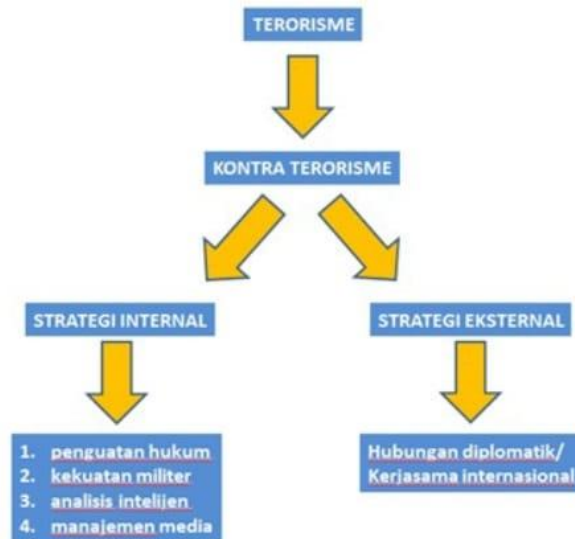 TERORISME
KONTRA TERORISME
STRATEGI INTERNAL
STRATEGI EKSTERNAL
1. penguatan hukum
2. kekuatan militer
3. analisis intelijen
4. manajemen media
Hubungan diplomatik/
Kerjasama internasional